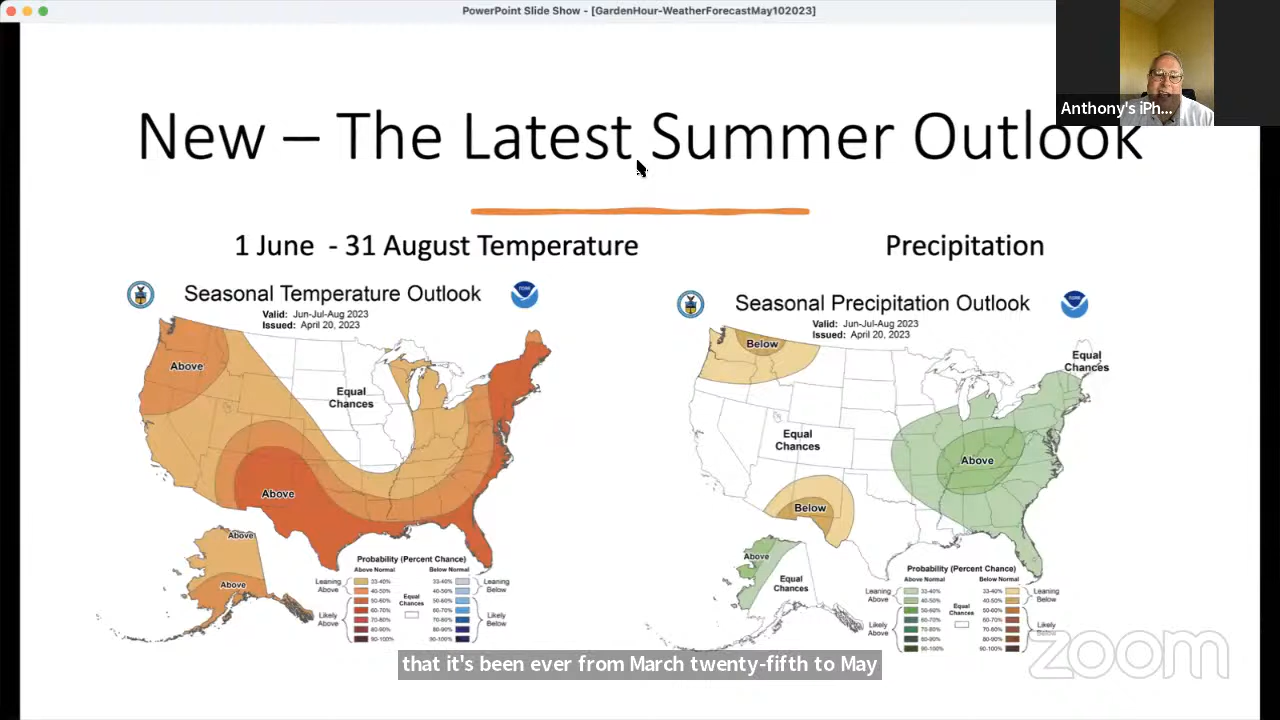 PowerPoint Slide Show - [GardenHour-WeatherForecastMay102023]
Anthony's iPh...
New – The Latest Summer Outlook
1 June - 31 August Temperature
Precipitation
Seasonal Temperature Outlook
Valid: Jun-Jul-Aug 2023
Issued: April 20, 2023
Above
Equal
Chances
Above
Above
Above
Probability (Percent Chance)
Above Normal
Below Normal
Leaning
Above
Likely
Above
33-40%
40-50%
50-60%
60-70%
70-80%
80-90%
90-100%
Equal
Chances
33-40%
40-50%
50-60%
60-70%
70-80%
80-90%
90-100%
Leaning
Below
Likely
Below
Seasonal Precipitation Outlook
Valid: Jun-Jul-Aug 2023
Issued: April 20, 2023
Below
Equal
Chances
Equal
Chances
Above
Below
Above
Equal
Chances
Probability (Percent Chance)
Above Normal
Below Normal
Leaning
Above
Likely
Above
33-40%
40-50%
50-60%
60-70%
70-80%
80-90%
90-100%
Equal
Chances
33-40%
40-50%
50-60%
60-70%
70-80%
80-90%
90-100%
Leaning
Below
Likely
Below
zoom
that it's been ever from March twenty-fifth to May